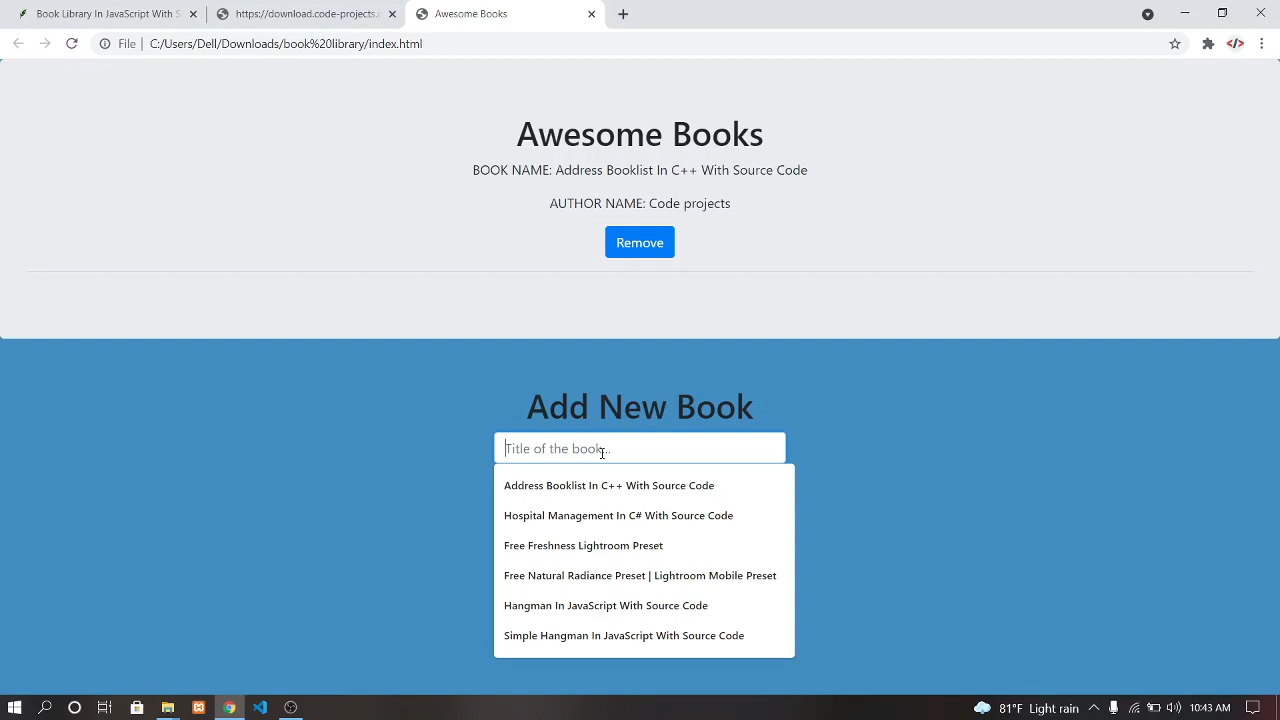 Book Library In JavaScript With S
https://download.code-projects.
Awesome Books
File
C:/Users/Dell/Downloads/book%20library/index.html
Awesome Books
BOOK NAME: Address Booklist In C++ With Source Code
AUTHOR NAME: Code projects
Remove
Add New Book
Title of the book...
Address Booklist In C++ With Source Code
Hospital Management In C# With Source Code
Free Freshness Lightroom Preset
Free Natural Radiance Preset | Lightroom Mobile Preset
Hangman In JavaScript With Source Code
Simple Hangman In JavaScript With Source Code
81°F Light rain
10:43 AM